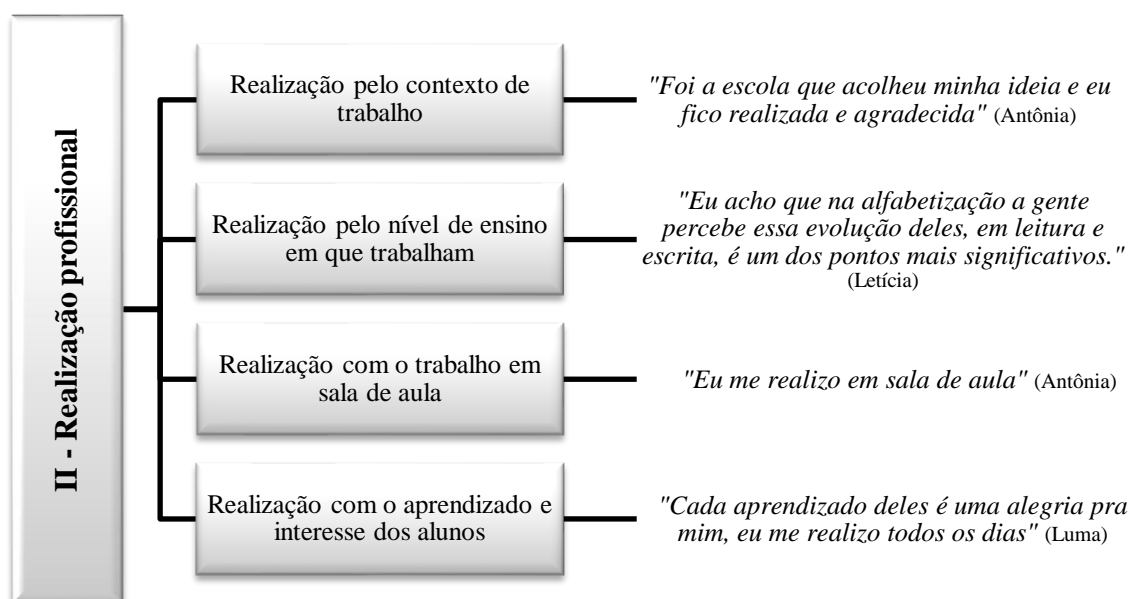 II - Realização profissional
Realização pelo contexto de
trabalho
"Foi a escola que acolheu minha ideia e eu
fico realizada e agradecida" (Antônia)
Realização pelo nível de ensino
em que trabalham
"Eu acho que na alfabetização a gente
percebe essa evolução deles, em leitura e
escrita, é um dos pontos mais significativos."
(Letícia)
Realização com o trabalho em
sala de aula
"Eu me realizo em sala de aula" (Antônia)
Realização com o aprendizado e
interesse dos alunos
"Cada aprendizado deles é uma alegria pra
mim, eu me realizo todos os dias" (Luma)